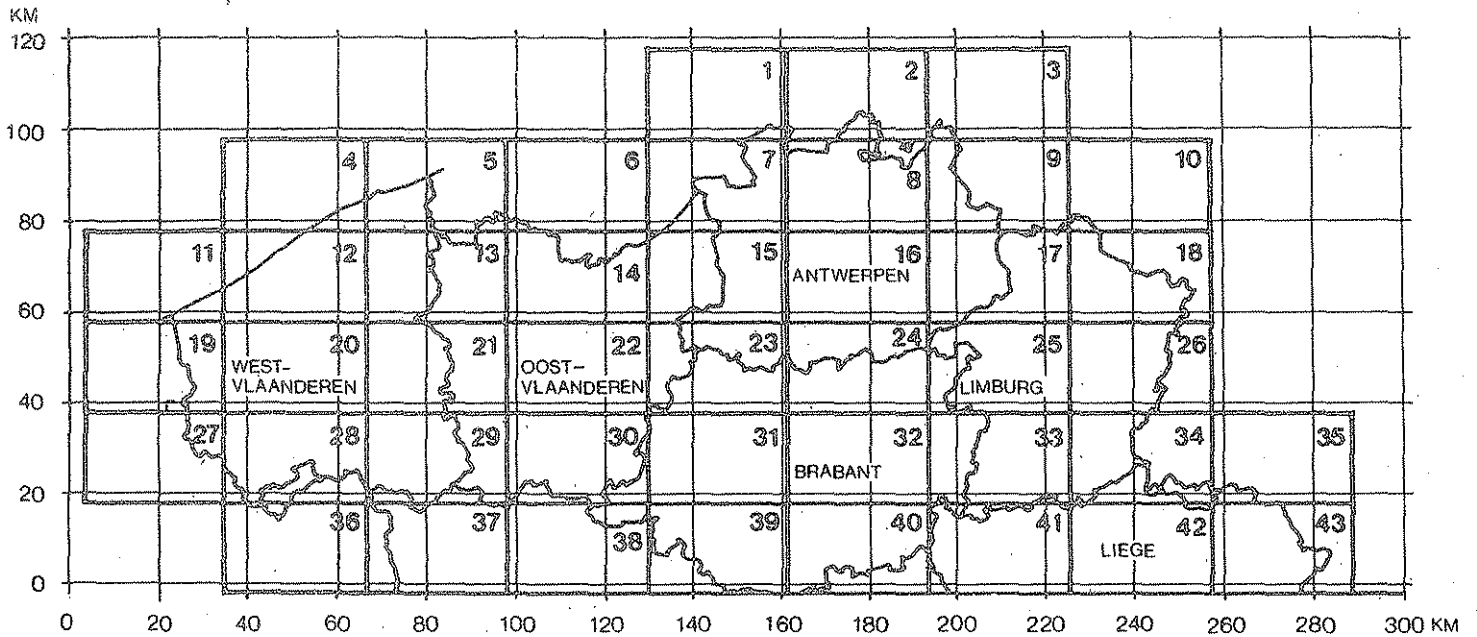 KM
120
1 2 3
100
4 5 6 7 8 9 10
80
11 12 13 14 15 16 17 18
ANTWERPEN
60
19 20 21 22 23 24 25 26
WEST-
VLAANDEREN
OOST-
VLAANDEREN
LIMBURG
40
27 28 29 30 31 32 33 34 35
BRABANT
20
36 37 38 39 40 41 42 43
LIEGE
0
0 20 40 60 80 100 120 140 160 180 200 220 240 260 280 300 KM